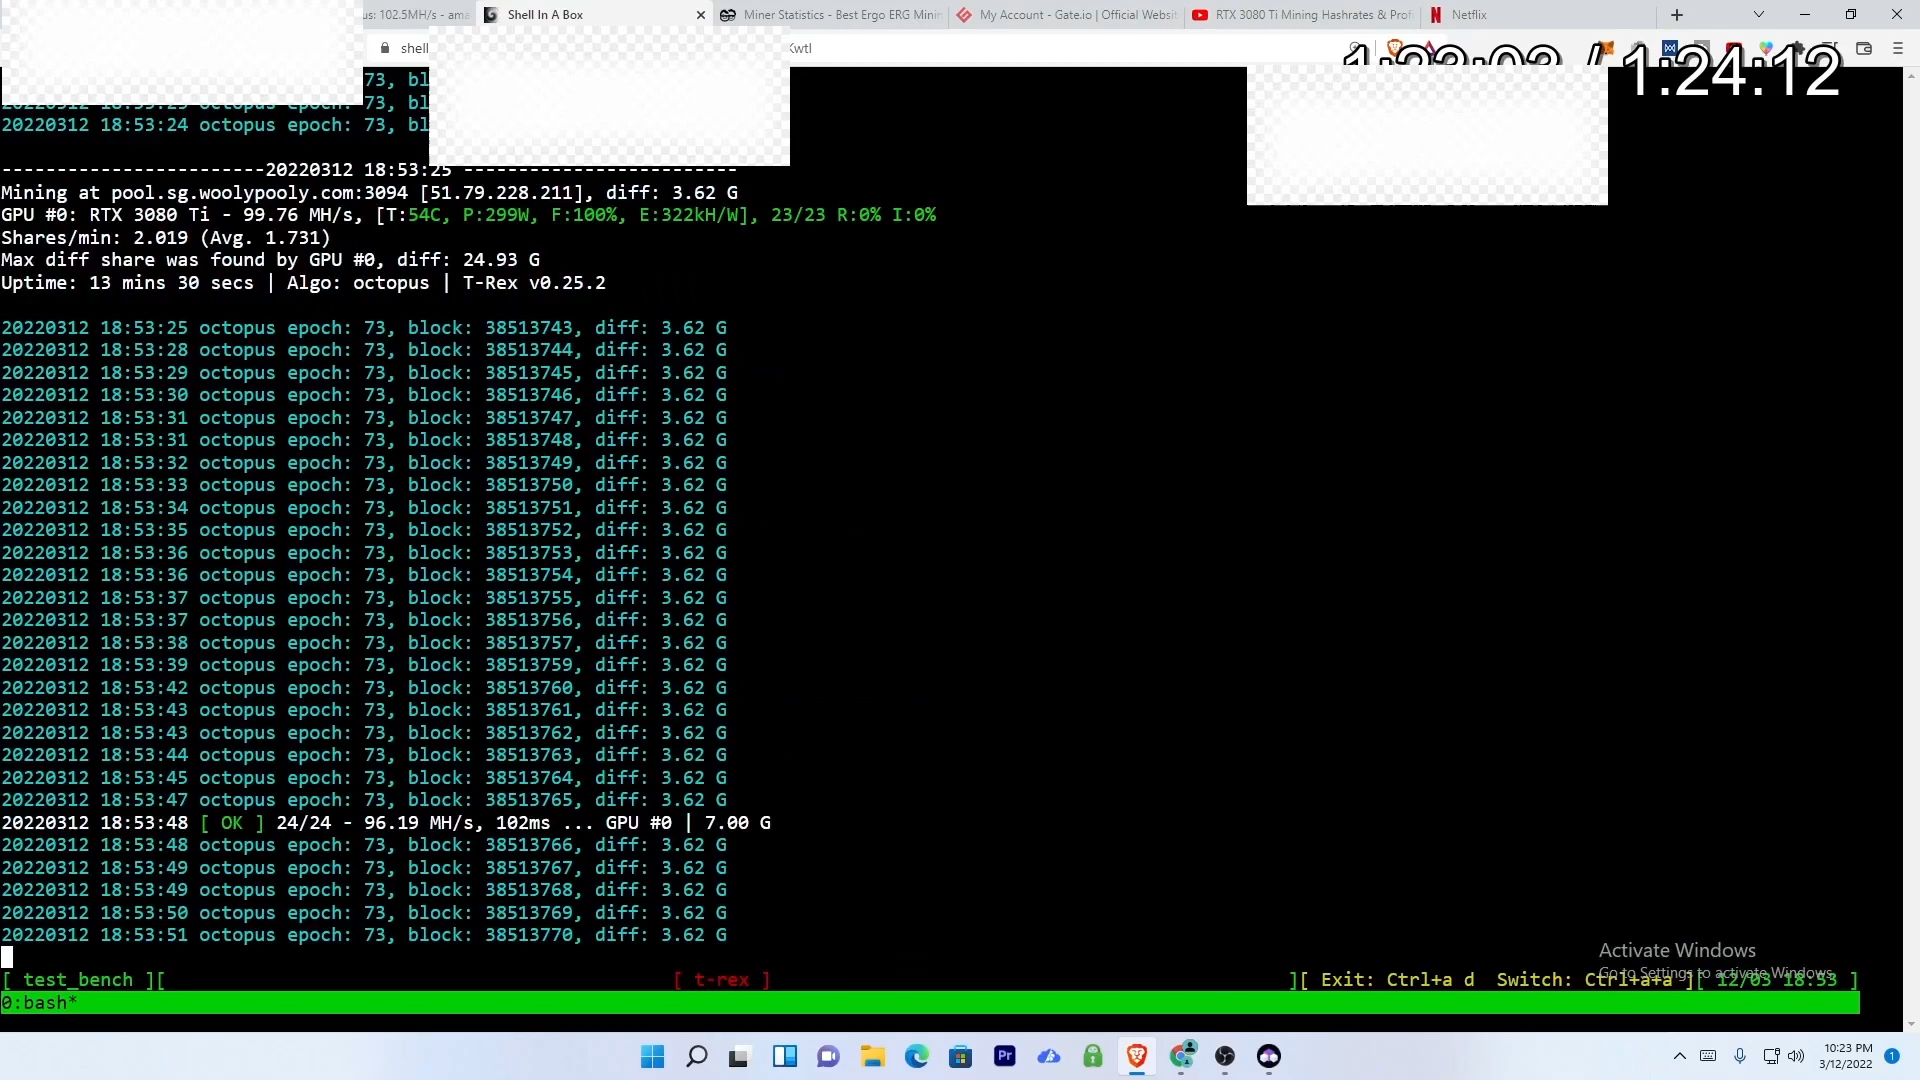 us: 102.5MH/s - ama
Shell In A Box
Miner Statistics - Best Ergo ERG Minin
My Account - Gate.io | Official Websit
RTX 3080 Ti Mining Hashrates & Prof
Netflix
shell
Kwtl
/ 1:24:12
73, bl
73, bl
20220312 18:53:24 octopus epoch: 73, bl
------------------------20220312 18:53:25 -------------------------
Mining at pool.sg.woolypooly.com:3094 [51.79.228.211], diff: 3.62 G
GPU #0: RTX 3080 Ti - 99.76 MH/s, [T:54C, P:299W, F:100%, E:322kH/W], 23/23 R:0% I:0%
Shares/min: 2.019 (Avg. 1.731)
Max diff share was found by GPU #0, diff: 24.93 G
Uptime: 13 mins 30 secs | Algo: octopus | T-Rex v0.25.2
20220312 18:53:25 octopus epoch: 73, block: 38513743, diff: 3.62 G
20220312 18:53:28 octopus epoch: 73, block: 38513744, diff: 3.62 G
20220312 18:53:29 octopus epoch: 73, block: 38513745, diff: 3.62 G
20220312 18:53:30 octopus epoch: 73, block: 38513746, diff: 3.62 G
20220312 18:53:31 octopus epoch: 73, block: 38513747, diff: 3.62 G
20220312 18:53:31 octopus epoch: 73, block: 38513748, diff: 3.62 G
20220312 18:53:32 octopus epoch: 73, block: 38513749, diff: 3.62 G
20220312 18:53:33 octopus epoch: 73, block: 38513750, diff: 3.62 G
20220312 18:53:34 octopus epoch: 73, block: 38513751, diff: 3.62 G
20220312 18:53:35 octopus epoch: 73, block: 38513752, diff: 3.62 G
20220312 18:53:36 octopus epoch: 73, block: 38513753, diff: 3.62 G
20220312 18:53:36 octopus epoch: 73, block: 38513754, diff: 3.62 G
20220312 18:53:37 octopus epoch: 73, block: 38513755, diff: 3.62 G
20220312 18:53:37 octopus epoch: 73, block: 38513756, diff: 3.62 G
20220312 18:53:38 octopus epoch: 73, block: 38513757, diff: 3.62 G
20220312 18:53:39 octopus epoch: 73, block: 38513759, diff: 3.62 G
20220312 18:53:42 octopus epoch: 73, block: 38513760, diff: 3.62 G
20220312 18:53:43 octopus epoch: 73, block: 38513761, diff: 3.62 G
20220312 18:53:43 octopus epoch: 73, block: 38513762, diff: 3.62 G
20220312 18:53:44 octopus epoch: 73, block: 38513763, diff: 3.62 G
20220312 18:53:45 octopus epoch: 73, block: 38513764, diff: 3.62 G
20220312 18:53:47 octopus epoch: 73, block: 38513765, diff: 3.62 G
20220312 18:53:48 [ OK ] 24/24 - 96.19 MH/s, 102ms ... GPU #0 | 7.00 G
20220312 18:53:48 octopus epoch: 73, block: 38513766, diff: 3.62 G
20220312 18:53:49 octopus epoch: 73, block: 38513767, diff: 3.62 G
20220312 18:53:49 octopus epoch: 73, block: 38513768, diff: 3.62 G
20220312 18:53:50 octopus epoch: 73, block: 38513769, diff: 3.62 G
20220312 18:53:51 octopus epoch: 73, block: 38513770, diff: 3.62 G
Activate Windows
Go to Settings to activate Windows.
[ test_bench ][ [ t-rex ] ][ Exit: Ctrl+a d Switch: Ctrl+a+a ][ 12/03 18:53 ]
0:bash*
Pr
10:23 PM
3/12/2022
1